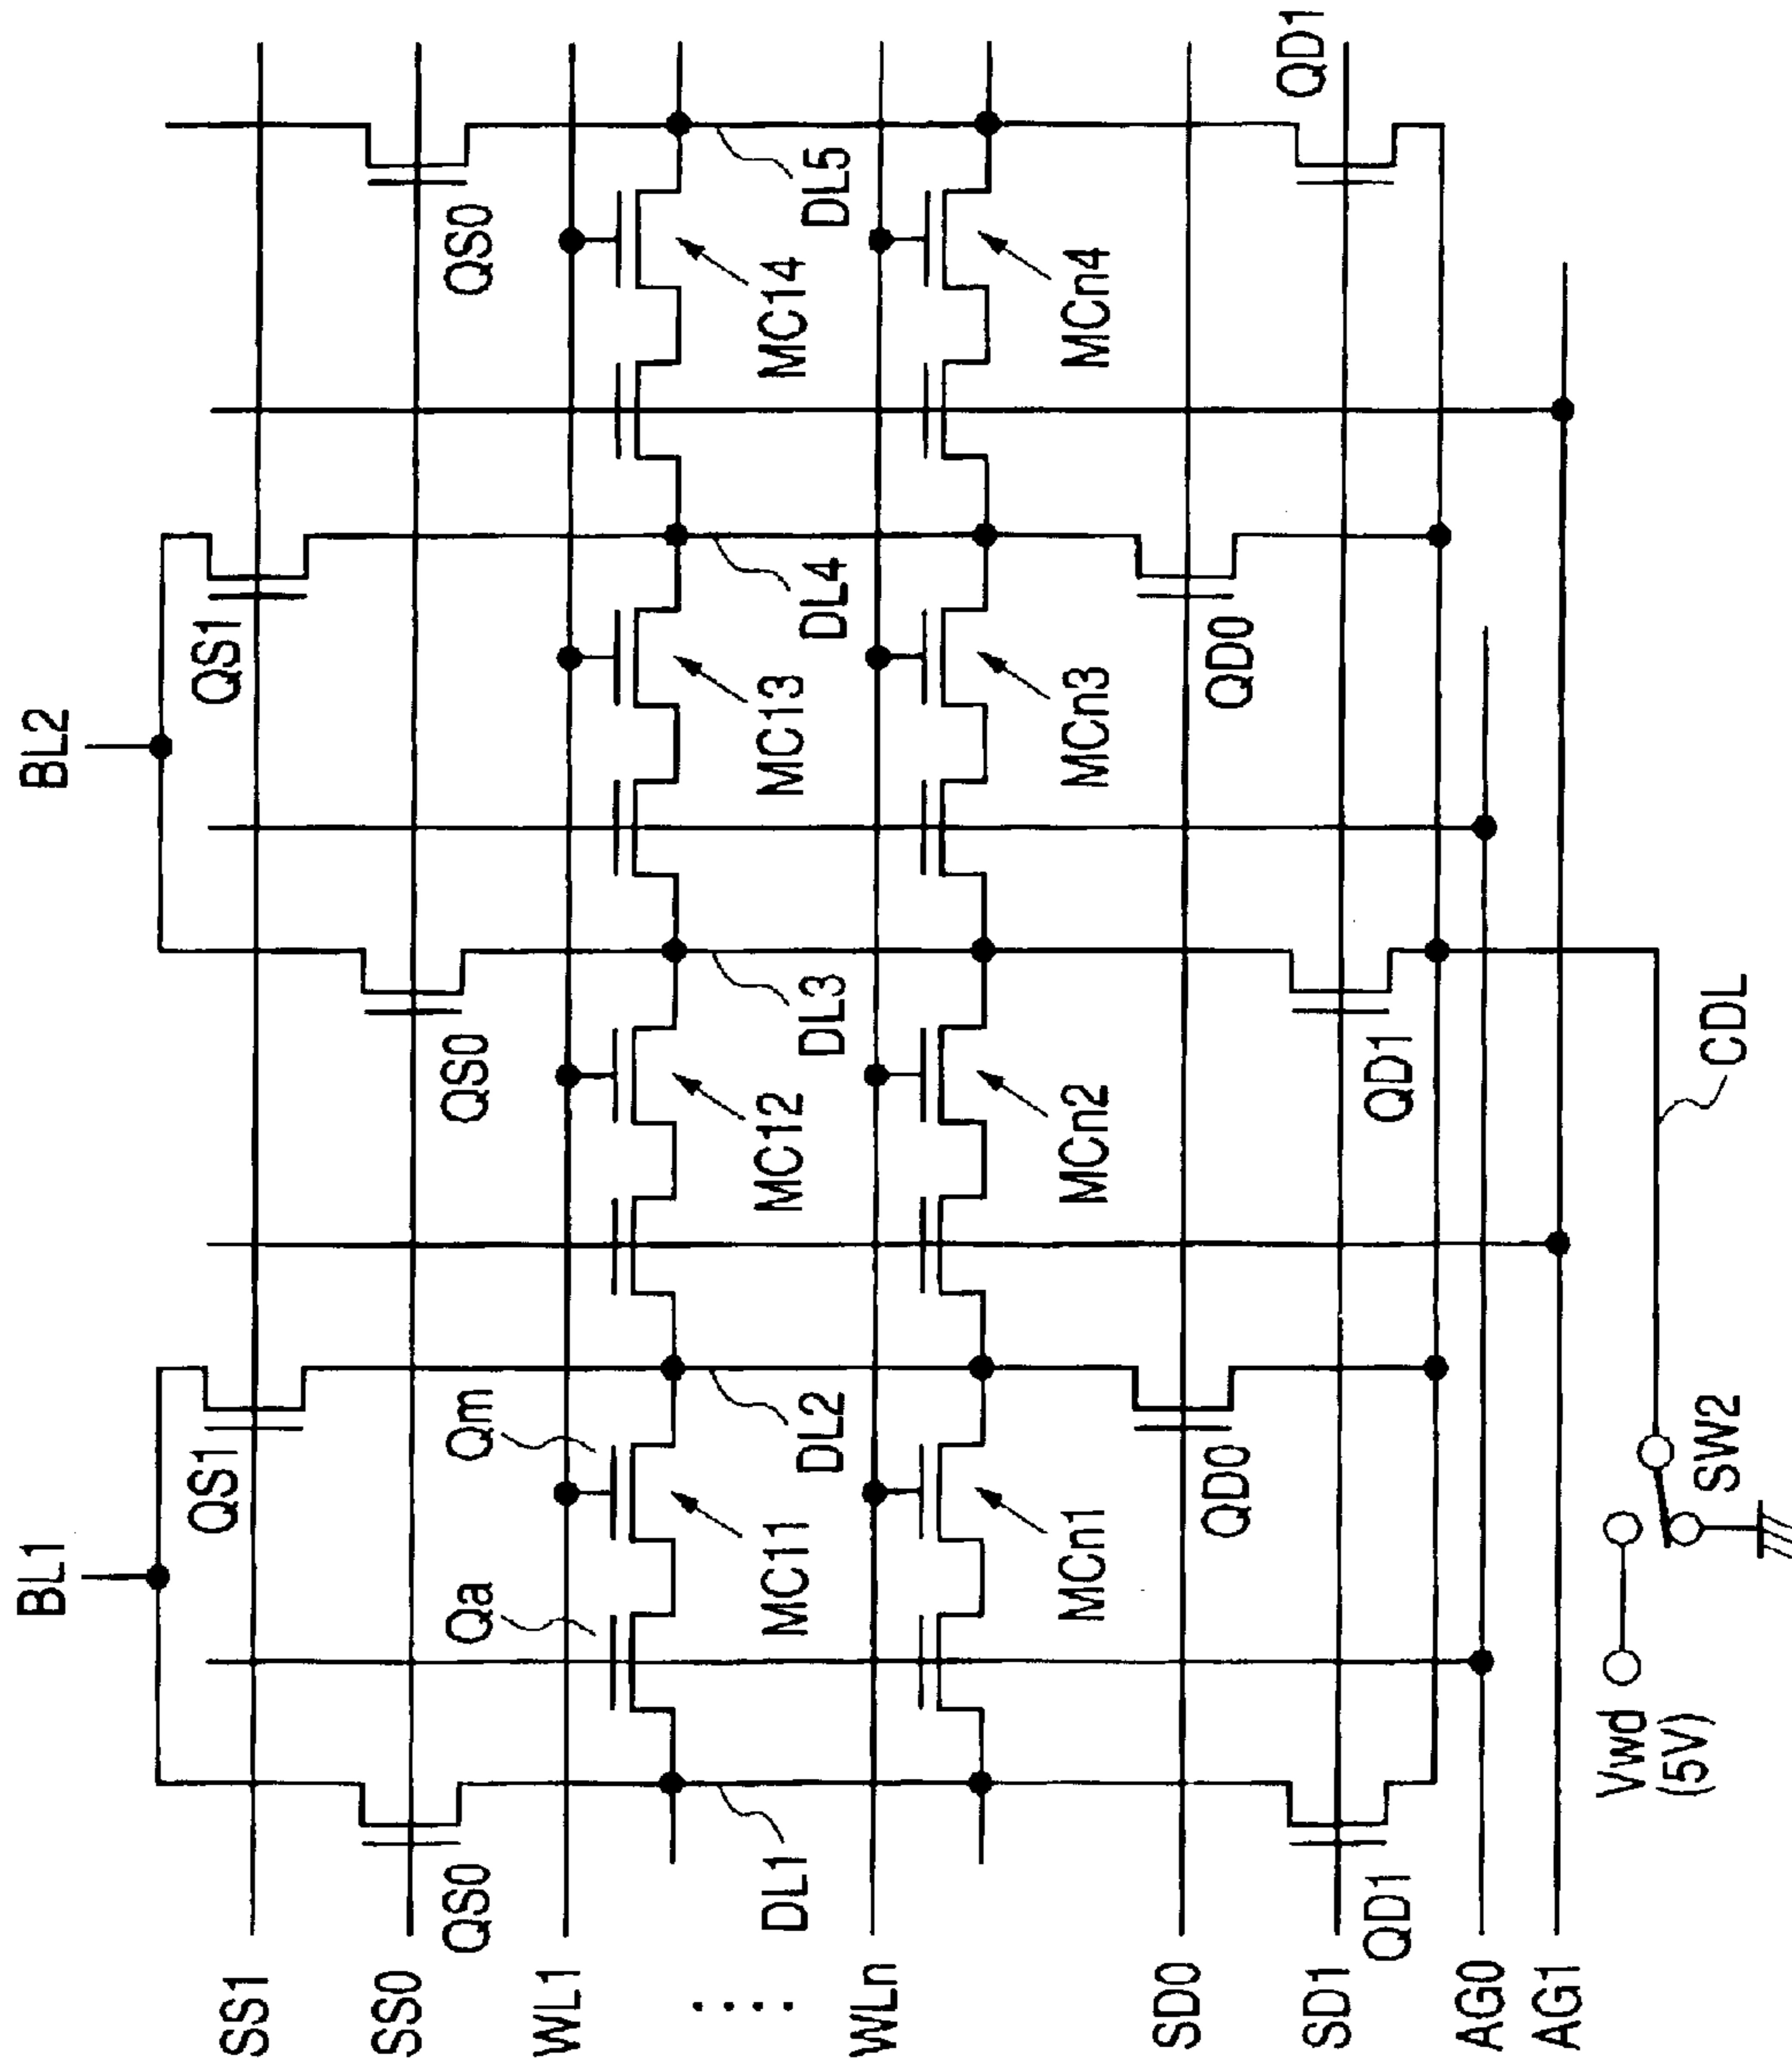 BL1
BL2
QS1
QS1
SS1
QS0
QS0
QS0
SS0
Qa
Qm
WL1
MC11
MC12
MC13
MC14
DL1
DL2
DL3
DL4
DL5
....
WLn
MCn1
MCn2
MCn3
MCn4
SD0
QD0
QD0
QD1
SD1
QD1
QD1
AG0
AG1
Vwd
(5V)
SW2
CDL